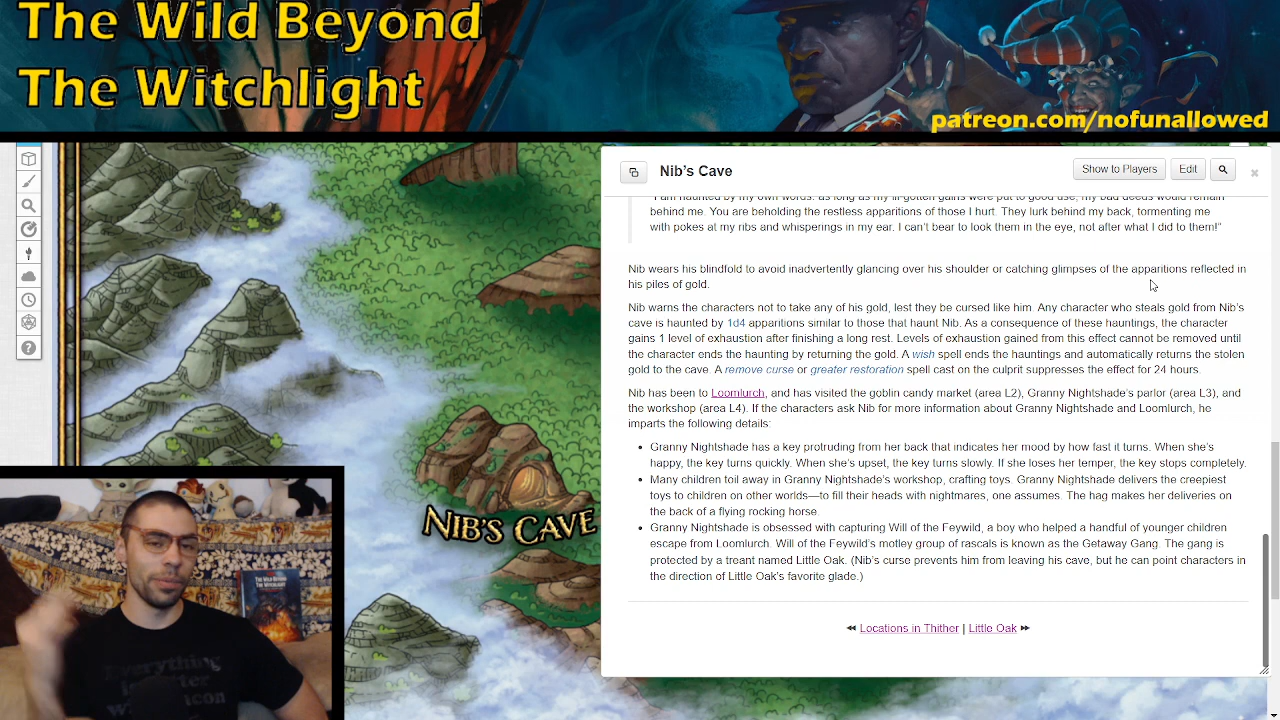 The Wild Beyond
The Witchlight
patreon.com/nofunallowed
Nib's Cave
Show to Players
Edit
"I am haunted by my own words: as long as my ill-gotten gains were put to good use, my bad deeds would remain
behind me. You are beholding the restless apparitions of those I hurt. They lurk behind my back, tormenting me
with pokes at my ribs and whisperings in my ear. I can't bear to look them in the eye, not after what I did to them!"
Nib wears his blindfold to avoid inadvertently glancing over his shoulder or catching glimpses of the apparitions reflected in
his piles of gold.
Nib warns the characters not to take any of his gold, lest they be cursed like him. Any character who steals gold from Nib's
cave is haunted by 1d4 apparitions similar to those that haunt Nib. As a consequence of these hauntings, the character
gains 1 level of exhaustion after finishing a long rest. Levels of exhaustion gained from this effect cannot be removed until
the character ends the haunting by returning the gold. A wish spell ends the hauntings and automatically returns the stolen
gold to the cave. A remove curse or greater restoration spell cast on the culprit suppresses the effect for 24 hours.
Nib has been to Loomlurch, and has visited the goblin candy market (area L2), Granny Nightshade's parlor (area L3), and
the workshop (area L4). If the characters ask Nib for more information about Granny Nightshade and Loomlurch, he
imparts the following details:
• Granny Nightshade has a key protruding from her back that indicates her mood by how fast it turns. When she's
happy, the key turns quickly. When she's upset, the key turns slowly. If she loses her temper, the key stops completely.
• Many children toil away in Granny Nightshade's workshop, crafting toys. Granny Nightshade delivers the creepiest
toys to children on other worlds—to fill their heads with nightmares, one assumes. The hag makes her deliveries on
the back of a flying rocking horse.
• Granny Nightshade is obsessed with capturing Will of the Feywild, a boy who helped a handful of younger children
escape from Loomlurch. Will of the Feywild's motley group of rascals is known as the Getaway Gang. The gang is
protected by a treant named Little Oak. (Nib's curse prevents him from leaving his cave, but he can point characters in
the direction of Little Oak's favorite glade.)
Locations in Thither | Little Oak
NIB'S CAVE
THE WILD BEYOND
THE WITCHLIGHT
Everything